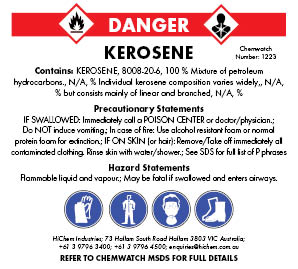 DANGER
KEROSENE
Chemwatch
Number: 1223
Contains: KEROSENE, 8008-20-6, 100 % Mixture of petroleum
hydrocarbons., N/A, % Individual kerosene composition varies widely., N/A,
% but consists mainly of linear and branched, N/A, %
Precautionary Statements
IF SWALLOWED: Immediately call a POISON CENTER or doctor/physician.;
Do NOT induce vomiting.; In case of fire: Use alcohol resistant foam or normal
protein foam for extinction.; IF ON SKIN (or hair): Remove/Take off immediately all
contaminated clothing. Rinse skin with water/shower.; See SDS for full list of P phrases
Hazard Statements
Flammable liquid and vapour.; May be fatal if swallowed and enters airways.
HiChem Industries; 73 Hallam South Road Hallam 3803 VIC Australia;
+61 3 9796 3400; +61 3 9796 4500; enquiries@hichem.com.au
REFER TO CHEMWATCH MSDS FOR FULL DETAILS